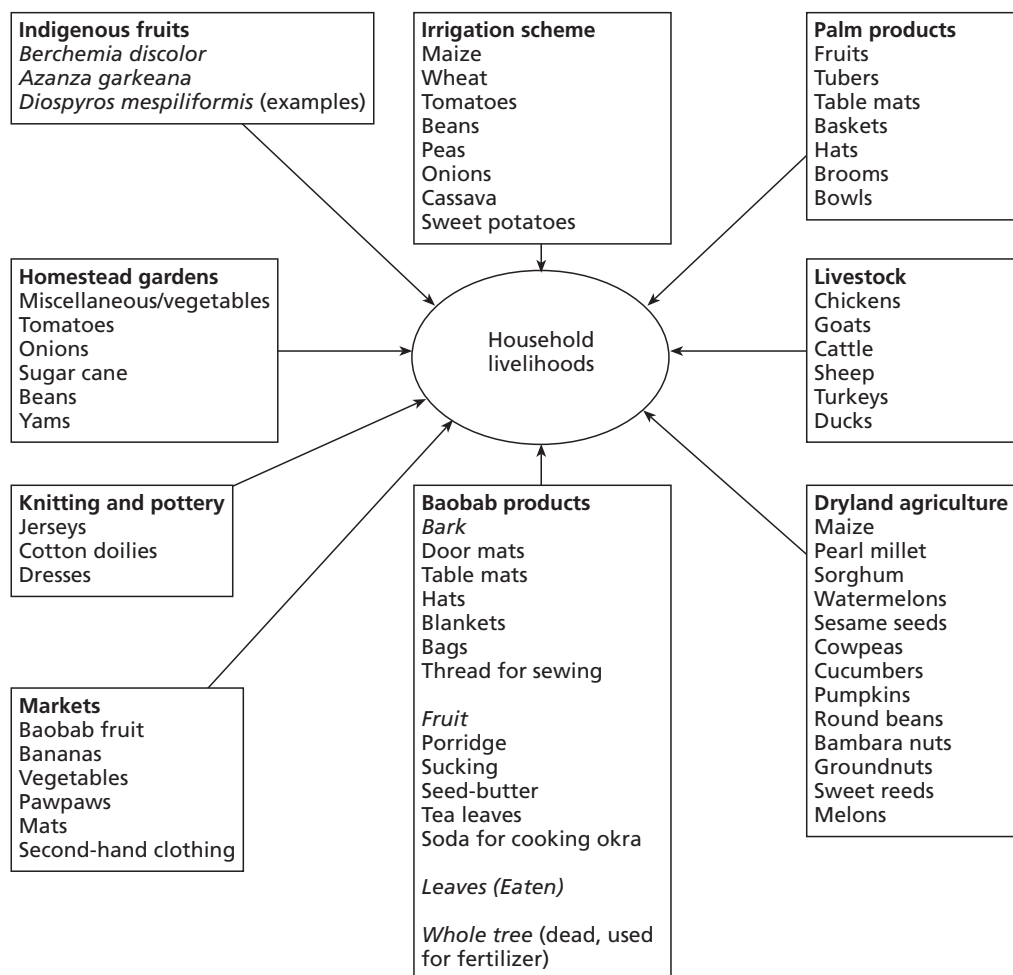 Indigenous fruits
Berchemia discolor
Azanza garkeana
Diospyros mespiliformis (examples)
Irrigation scheme
Maize
Wheat
Tomatoes
Beans
Peas
Onions
Cassava
Sweet potatoes
Palm products
Fruits
Tubers
Table mats
Baskets
Hats
Brooms
Bowls
Homestead gardens
Miscellaneous/vegetables
Tomatoes
Onions
Sugar cane
Beans
Yams
Household
livelihoods
Livestock
Chickens
Goats
Cattle
Sheep
Turkeys
Ducks
Knitting and pottery
Jerseys
Cotton doilies
Dresses
Markets
Baobab fruit
Bananas
Vegetables
Pawpaws
Mats
Second-hand clothing
Baobab products
Bark
Door mats
Table mats
Hats
Blankets
Bags
Thread for sewing
Fruit
Porridge
Sucking
Seed-butter
Tea leaves
Soda for cooking okra
Leaves (Eaten)
Whole tree (dead, used
for fertilizer)
Dryland agriculture
Maize
Pearl millet
Sorghum
Watermelons
Sesame seeds
Cowpeas
Cucumbers
Pumpkins
Round beans
Bambara nuts
Groundnuts
Sweet reeds
Melons